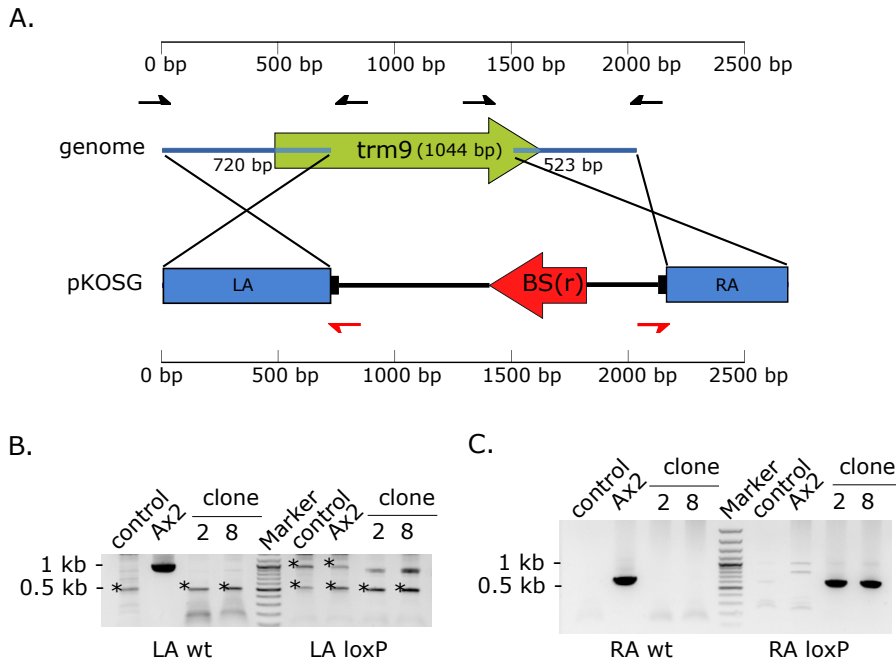 A.
0 bp 500 bp 1000 bp 1500 bp 2000 bp 2500 bp
genome
720 bp
trm9 (1044 bp)
523 bp
pKOSG
LA
BS(r)
RA
0 bp 500 bp 1000 bp 1500 bp 2000 bp 2500 bp
B.
control Ax2 clone Marker control Ax2 clone
2 8 2 8
1 kb - * *
0.5 kb - * * * * * * *
LA wt LA loxP
C.
control Ax2 clone Marker control Ax2 clone
2 8 2 8
1 kb -
0.5 kb -
RA wt RA loxP